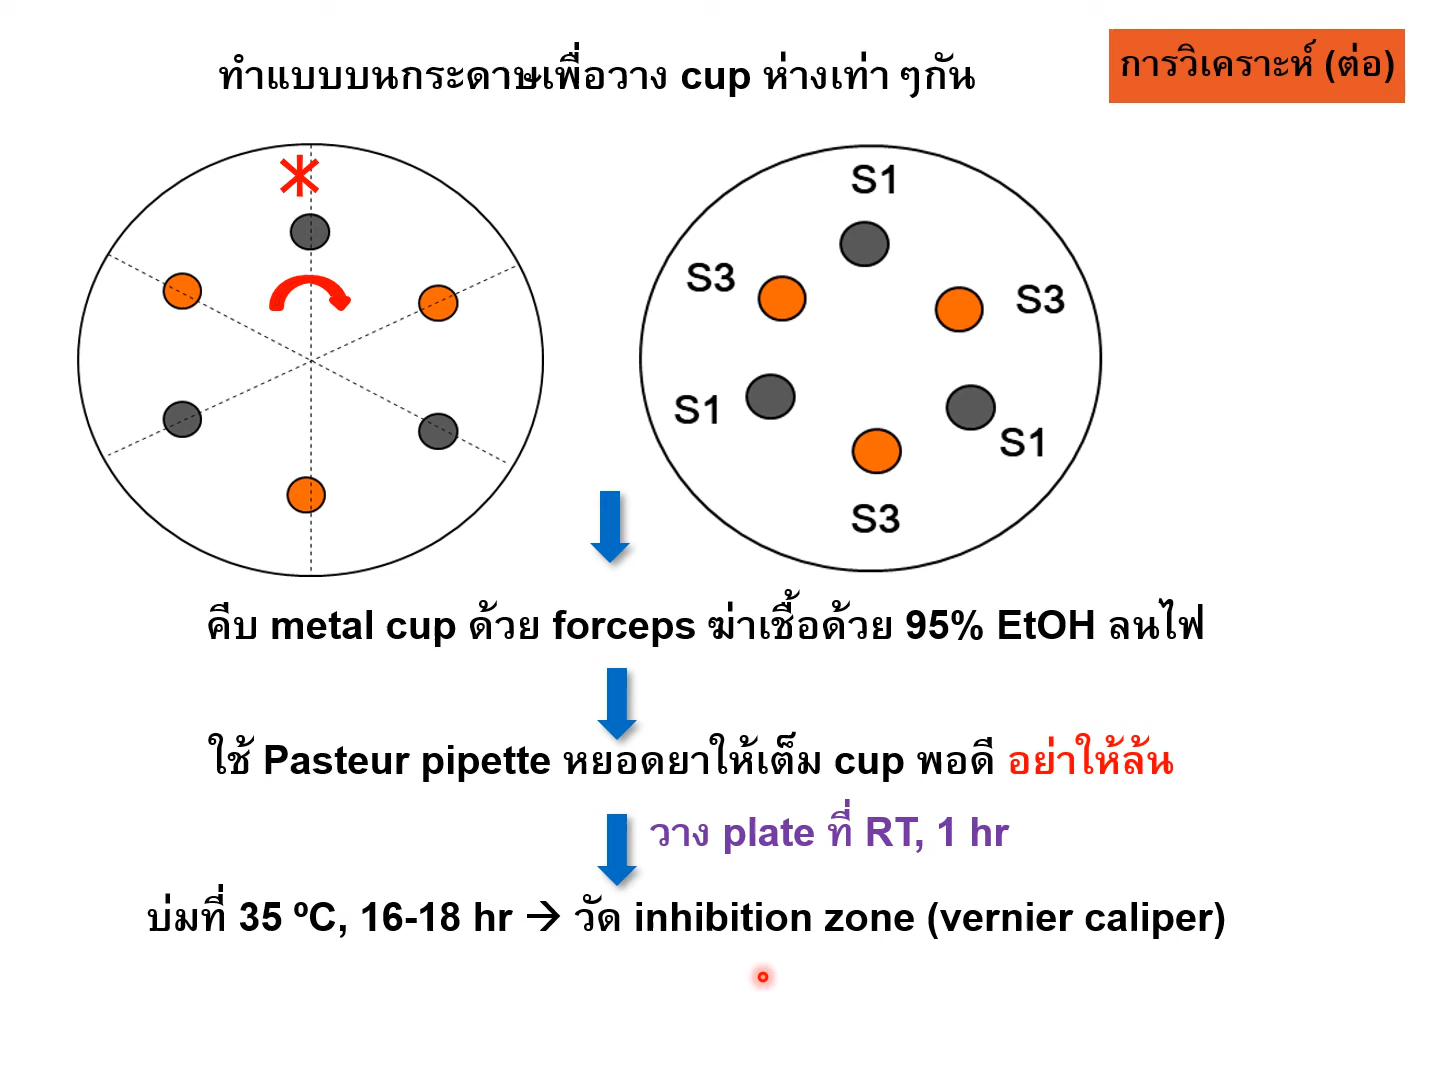 ทำแบบบนกระดาษเพื่อวาง cup ห่างเท่า ๆกัน
การวิเคราะห์ (ต่อ)
S1
S3
S3
S1
S1
S3
คีบ metal cup ด้วย forceps ฆ่าเชื้อด้วย 95% EtOH ลนไฟ
ใช้ Pasteur pipette หยอดยาให้เต็ม cup พอดี อย่าให้ล้น
วาง plate ที่ RT, 1 hr
บ่มที่ 35 ºC, 16-18 hr → วัด inhibition zone (vernier caliper)